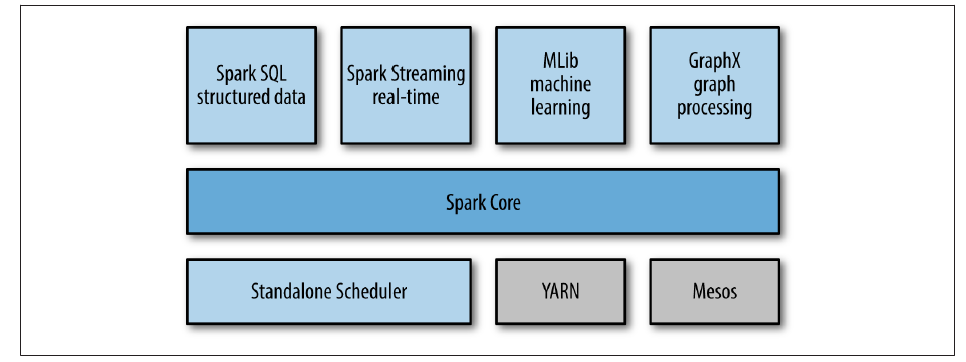 Spark SQL
structured data
Spark Streaming
real-time
MLib
machine
learning
GraphX
graph
processing
Spark Core
Standalone Scheduler
YARN
Mesos